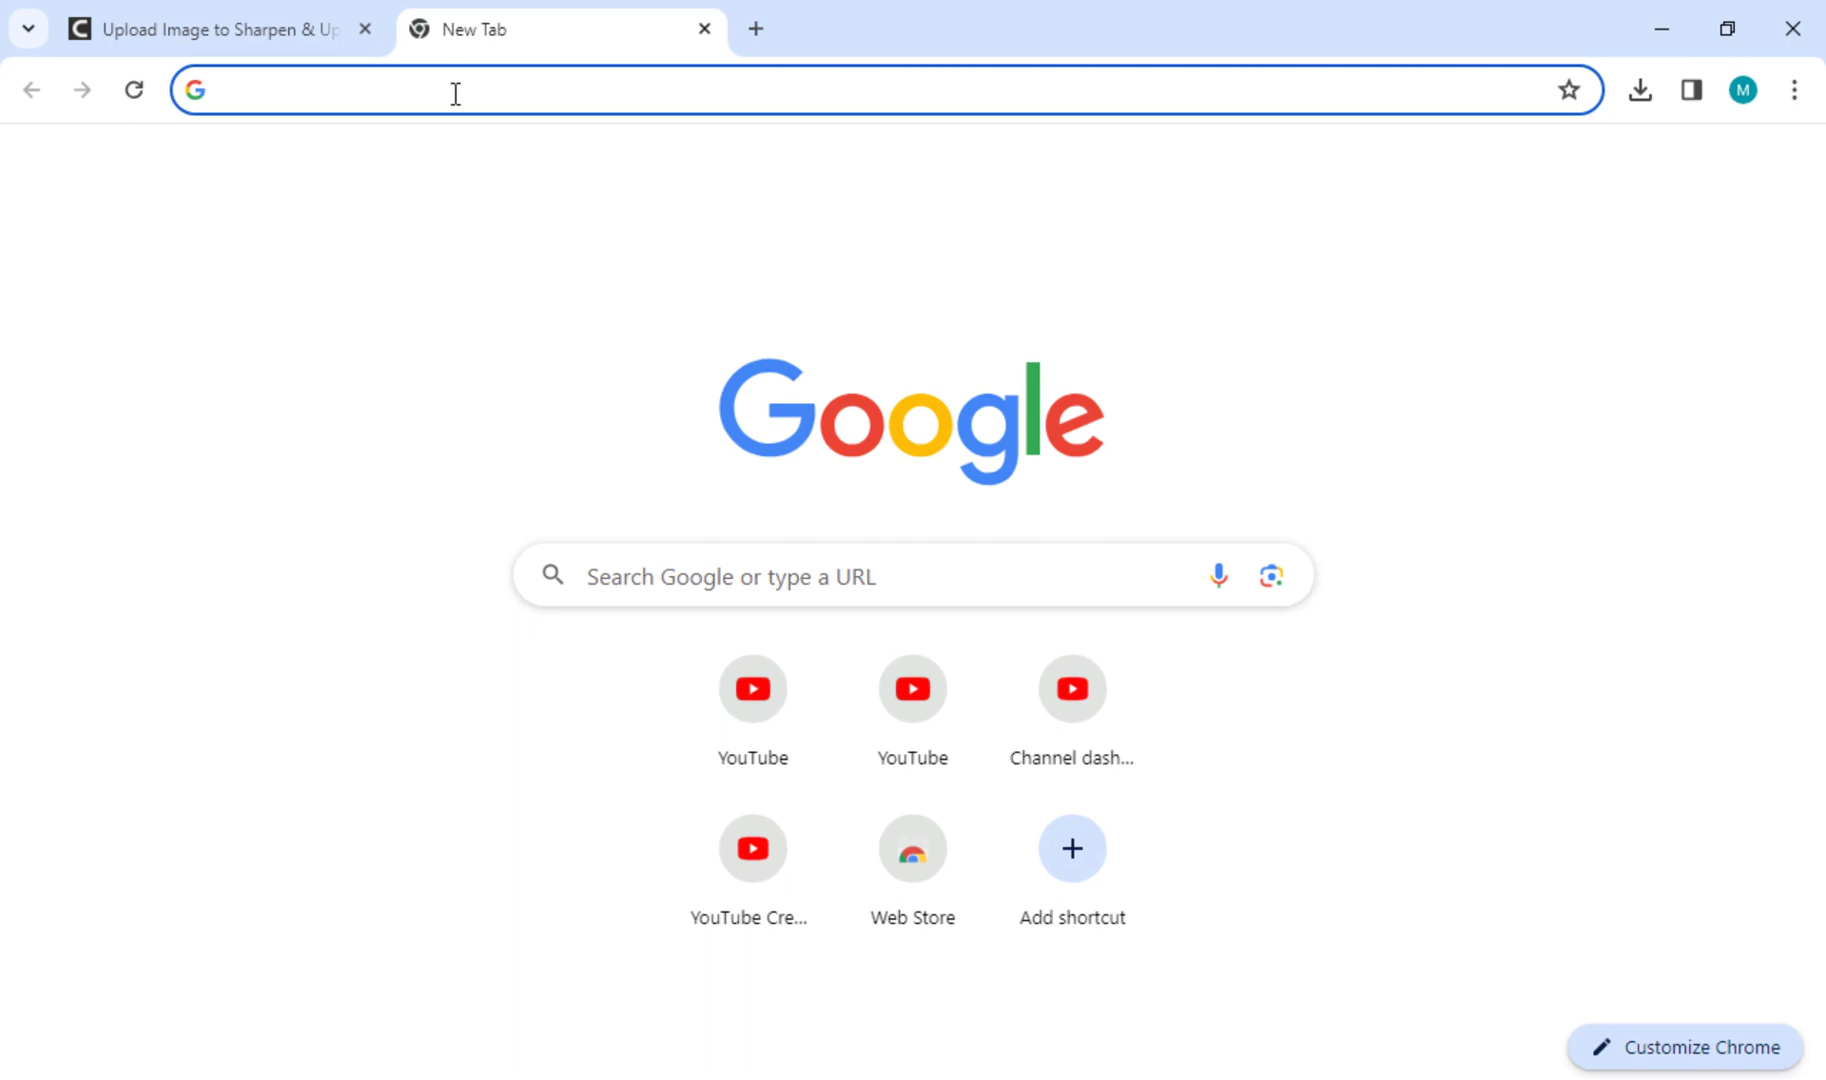 Upload Image to Sharpen & Up
New Tab
M
Google
Search Google or type a URL
YouTube
YouTube
Channel dash...
YouTube Cre...
Web Store
Add shortcut
Customize Chrome